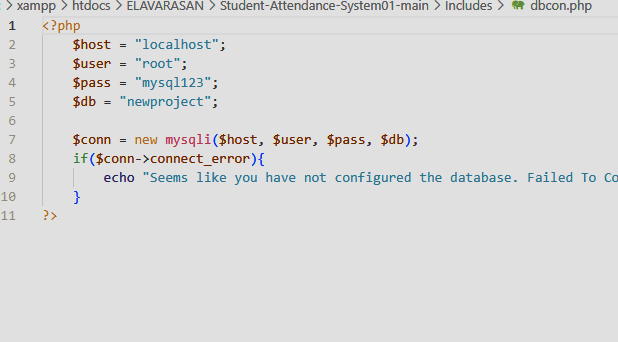 > xampp > htdocs > ELAVARASAN > Student-Attendance-System01-main > Includes > dbcon.php
1 <?php
2 $host = "localhost";
3 $user = "root";
4 $pass = "mysql123";
5 $db = "newproject";
6
7 $conn = new mysqli($host, $user, $pass, $db);
8 if($conn->connect_error){
9 echo "Seems like you have not configured the database. Failed To Co
10 }
11 ?>